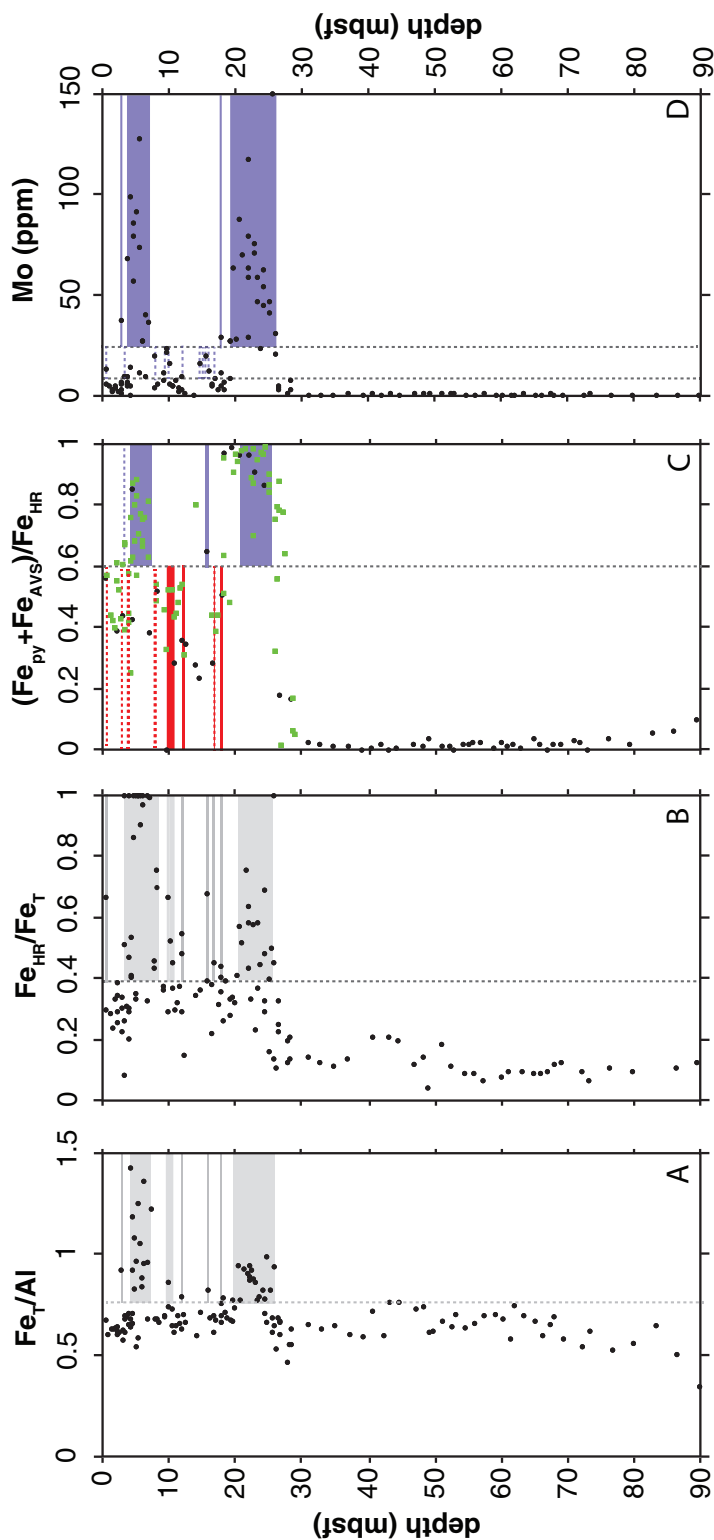 Fe_T/Al
Fe_HR/Fe_T
(Fe_py+Fe_AVS)/Fe_HR
Mo (ppm)
0 0.5 1 1.5
0 0.2 0.4 0.6 0.8 1
0 0.2 0.4 0.6 0.8 1
0 50 100 150
depth (mbsf)
0
10
20
30
40
50
60
70
80
90
A
B
C
D
0
10
20
30
40
50
60
70
80
90
depth (mbsf)